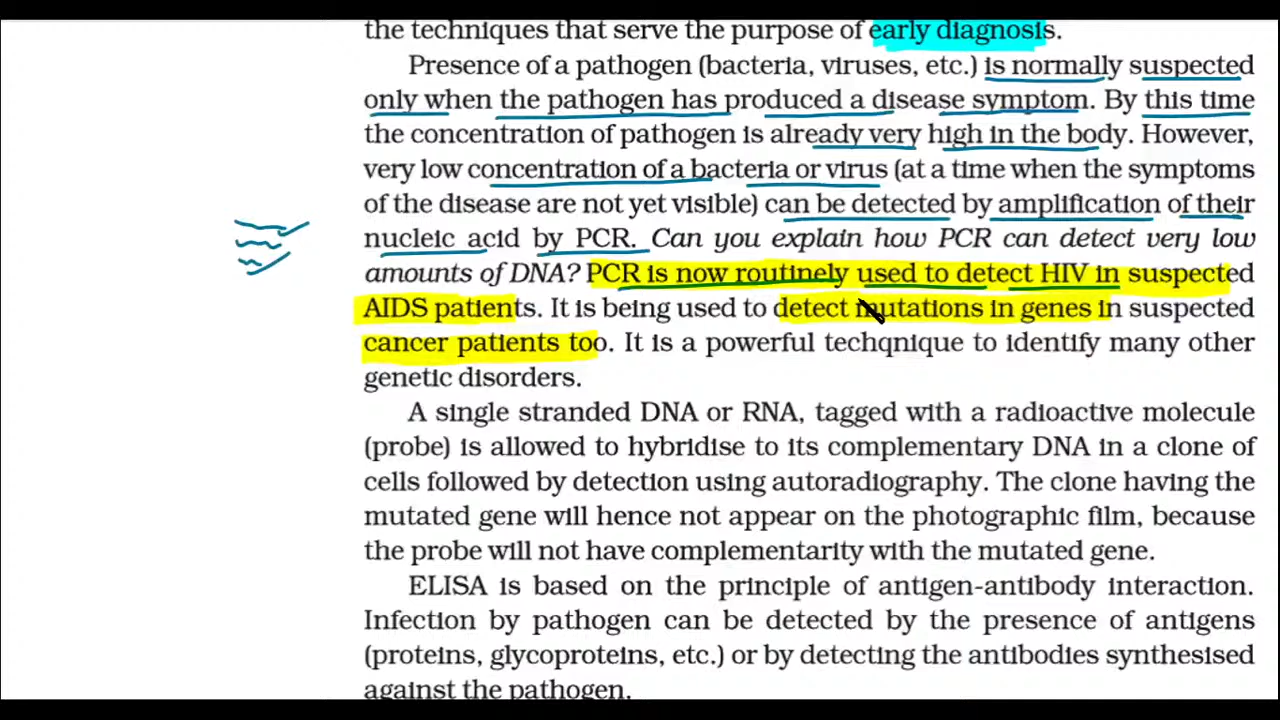 the techniques that serve the purpose of early diagnosis.
Presence of a pathogen (bacteria, viruses, etc.) is normally suspected
only when the pathogen has produced a disease symptom. By this time
the concentration of pathogen is already very high in the body. However,
very low concentration of a bacteria or virus (at a time when the symptoms
of the disease are not yet visible) can be detected by amplification of their
nucleic acid by PCR. Can you explain how PCR can detect very low
amounts of DNA? PCR is now routinely used to detect HIV in suspected
AIDS patients. It is being used to detect mutations in genes in suspected
cancer patients too. It is a powerful techqnique to identify many other
genetic disorders.
A single stranded DNA or RNA, tagged with a radioactive molecule
(probe) is allowed to hybridise to its complementary DNA in a clone of
cells followed by detection using autoradiography. The clone having the
mutated gene will hence not appear on the photographic film, because
the probe will not have complementarity with the mutated gene.
ELISA is based on the principle of antigen-antibody interaction.
Infection by pathogen can be detected by the presence of antigens
(proteins, glycoproteins, etc.) or by detecting the antibodies synthesised
against the pathogen.